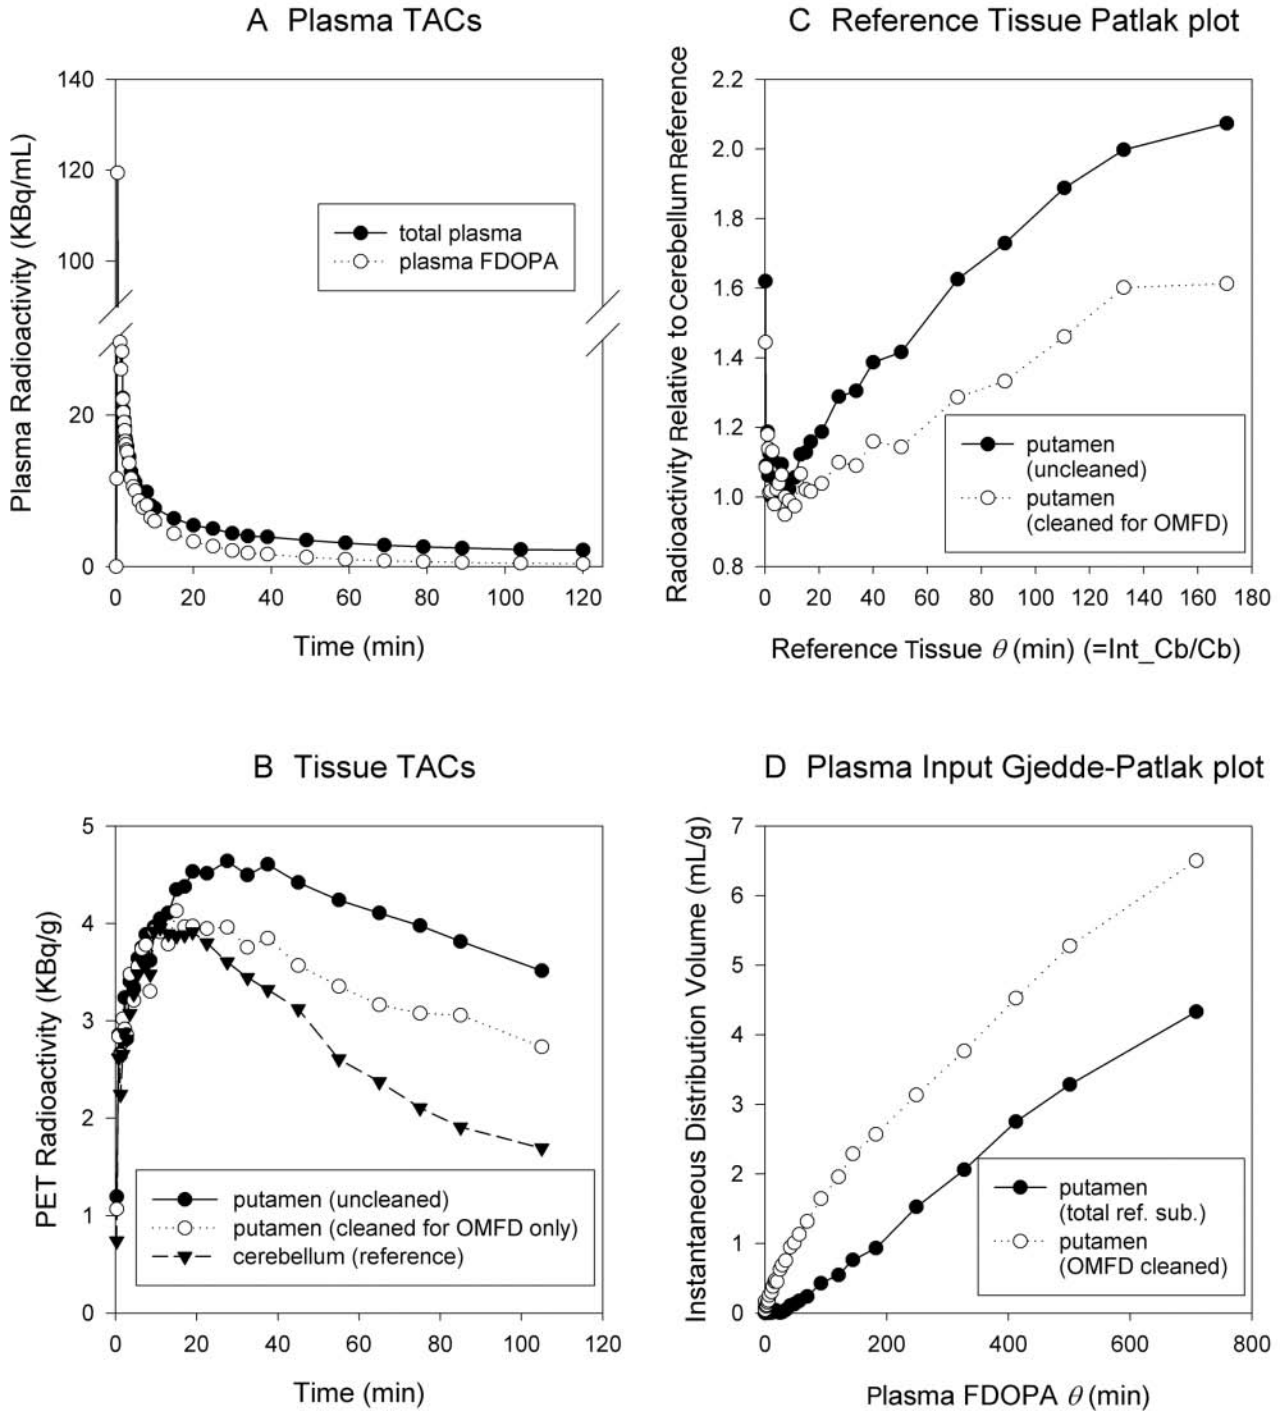 A Plasma TACs
Plasma Radioactivity (KBq/mL)
140
120
100
20
0
total plasma
plasma FDOPA
0 20 40 60 80 100 120
Time (min)
C Reference Tissue Patlak plot
Radioactivity Relative to Cerebellum Reference
2.2
2.0
1.8
1.6
1.4
1.2
1.0
0.8
putamen
(uncleaned)
putamen
(cleaned for OMFD)
0 20 40 60 80 100 120 140 160 180
Reference Tissue θ (min) (=Int_Cb/Cb)
B Tissue TACs
PET Radioactivity (KBq/g)
5
4
3
2
1
0
putamen (uncleaned)
putamen (cleaned for OMFD only)
cerebellum (reference)
0 20 40 60 80 100 120
Time (min)
D Plasma Input Gjedde-Patlak plot
Instantaneous Distribution Volume (mL/g)
7
6
5
4
3
2
1
0
putamen
(total ref. sub.)
putamen
(OMFD cleaned)
0 200 400 600 800
Plasma FDOPA θ (min)